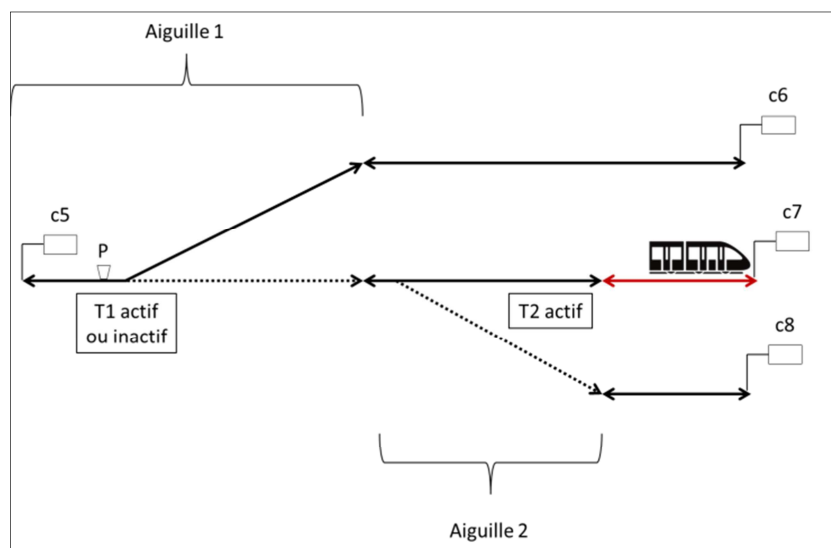 Aiguille 1
c6
c5
c7
P
T1 actif
ou inactif
T2 actif
c8
Aiguille 2